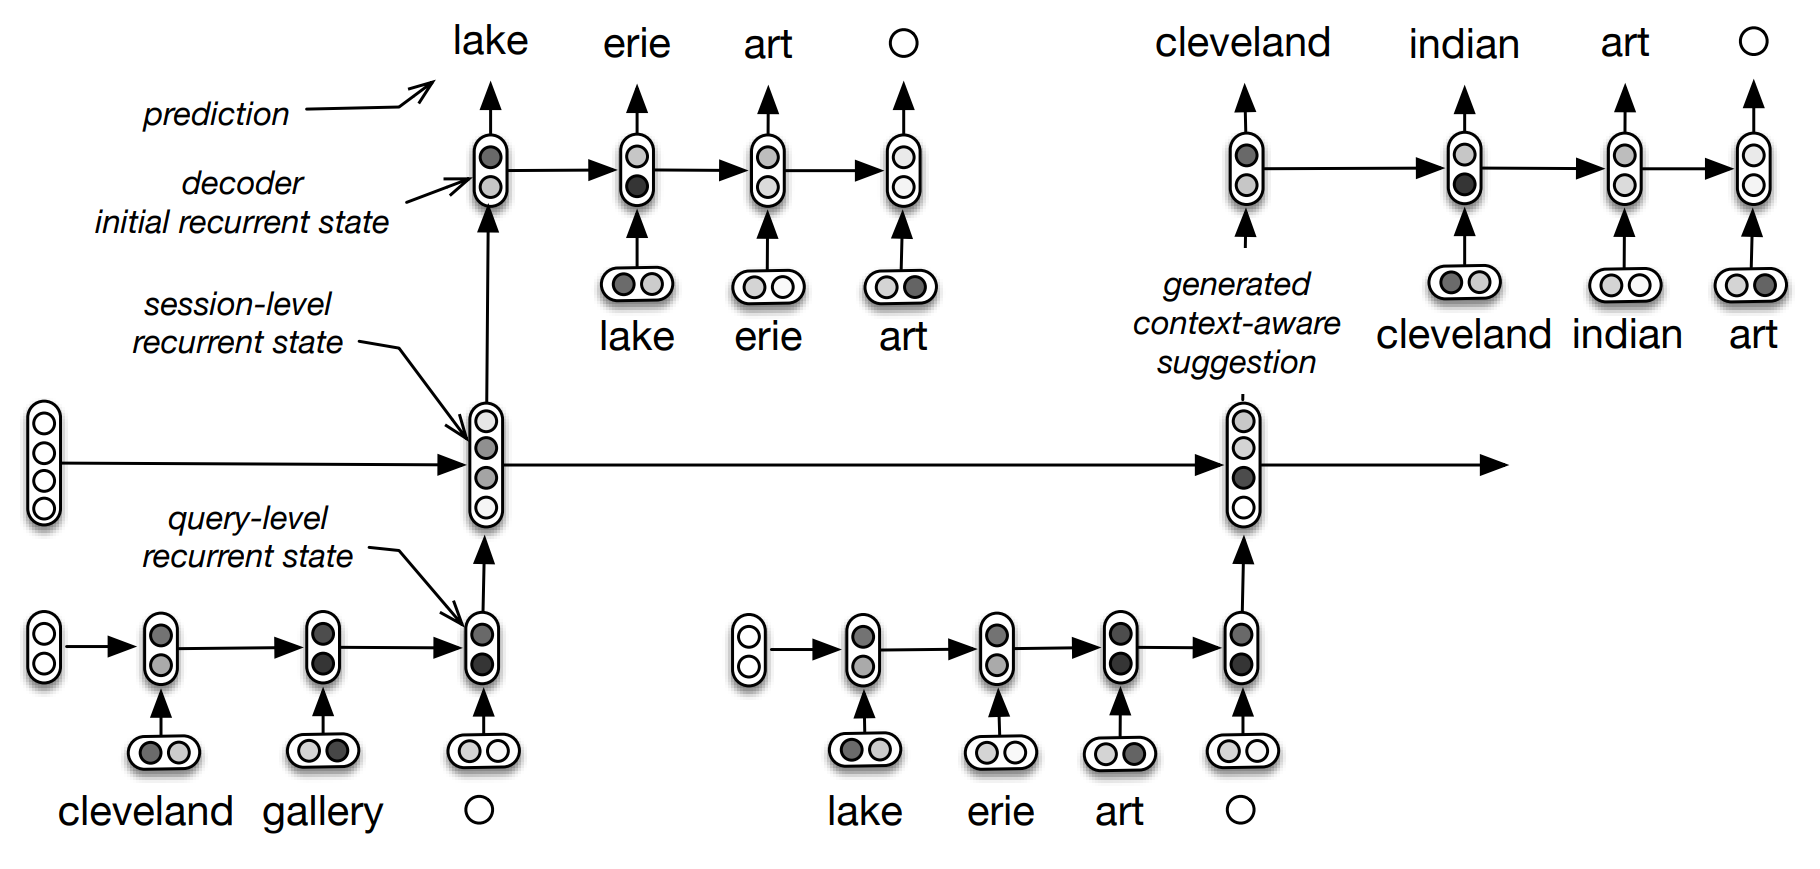 lake erie art
cleveland indian art
prediction
decoder
initial recurrent state
session-level
recurrent state
lake erie art
generated
context-aware
suggestion
cleveland indian art
query-level
recurrent state
cleveland gallery
lake erie art